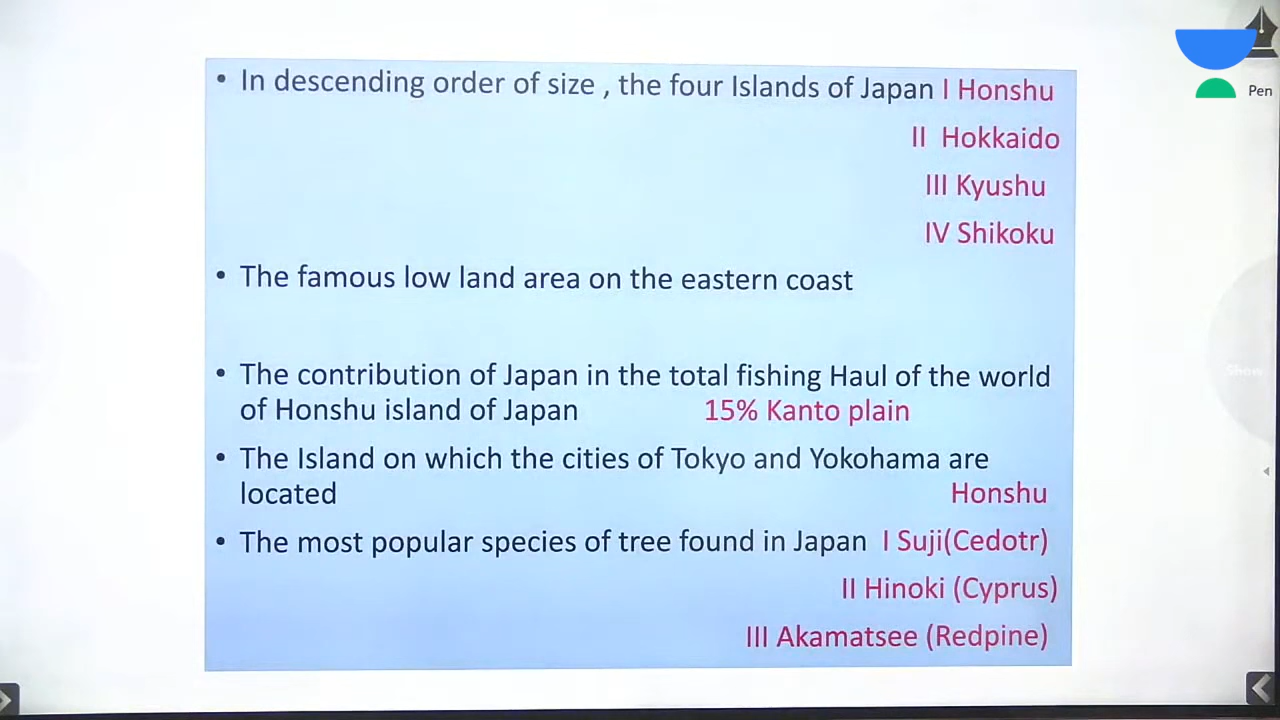 • In descending order of size , the four Islands of Japan I Honshu
II Hokkaido
III Kyushu
IV Shikoku
• The famous low land area on the eastern coast
• The contribution of Japan in the total fishing Haul of the world
of Honshu island of Japan 15% Kanto plain
• The Island on which the cities of Tokyo and Yokohama are
located Honshu
• The most popular species of tree found in Japan I Suji(Cedotr)
II Hinoki (Cyprus)
III Akamatsee (Redpine)
Pen
Show